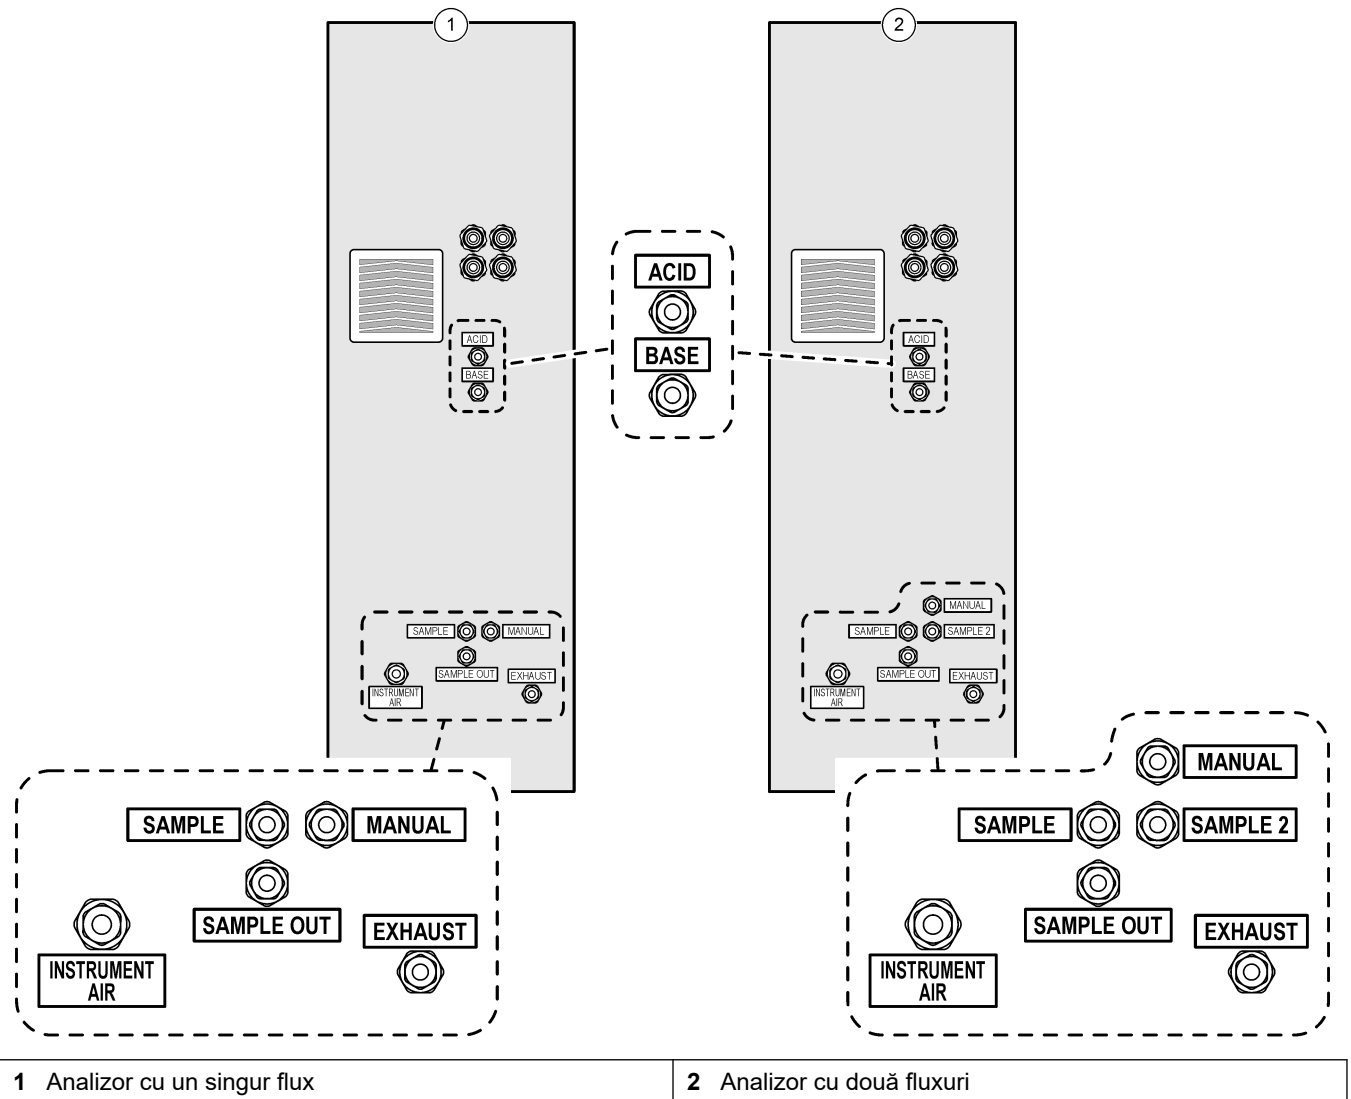 1
2
ACID
BASE
ACID
BASE
ACID
BASE
SAMPLE
MANUAL
SAMPLE OUT
EXHAUST
INSTRUMENT
AIR
MANUAL
SAMPLE
SAMPLE 2
SAMPLE OUT
EXHAUST
INSTRUMENT
AIR
SAMPLE
MANUAL
SAMPLE OUT
EXHAUST
INSTRUMENT
AIR
MANUAL
SAMPLE
SAMPLE 2
SAMPLE OUT
EXHAUST
INSTRUMENT
AIR
1 Analizor cu un singur flux
2 Analizor cu două fluxuri